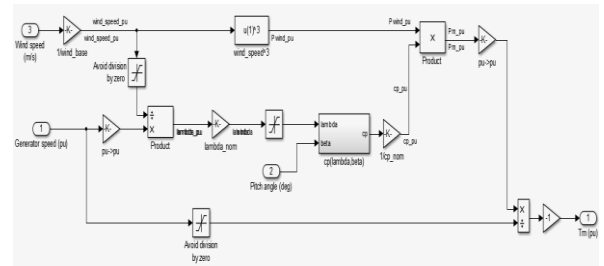 3
Wind speed
(m/s)
-K-
1/wind_base
wind_speed_pu
wind_speed_pu
u(1)^3
wind_speed^3
Pwind_pu
Pwind_pu
x
Product
Pm_pu
Pm_pu
-K-
pu->pu
Avoid division
by zero
cp_pu
1
Generator speed (pu)
-K-
pu->pu
÷
x
Product
lambda_pu
-K-
lambda_nom
lambda
lambda
beta
cp
cp(lambda,beta)
-K-
1/cp_nom
cp_pu
2
Pitch angle (deg)
Avoid division
by zero
x
÷
-1
1
Tm (pu)